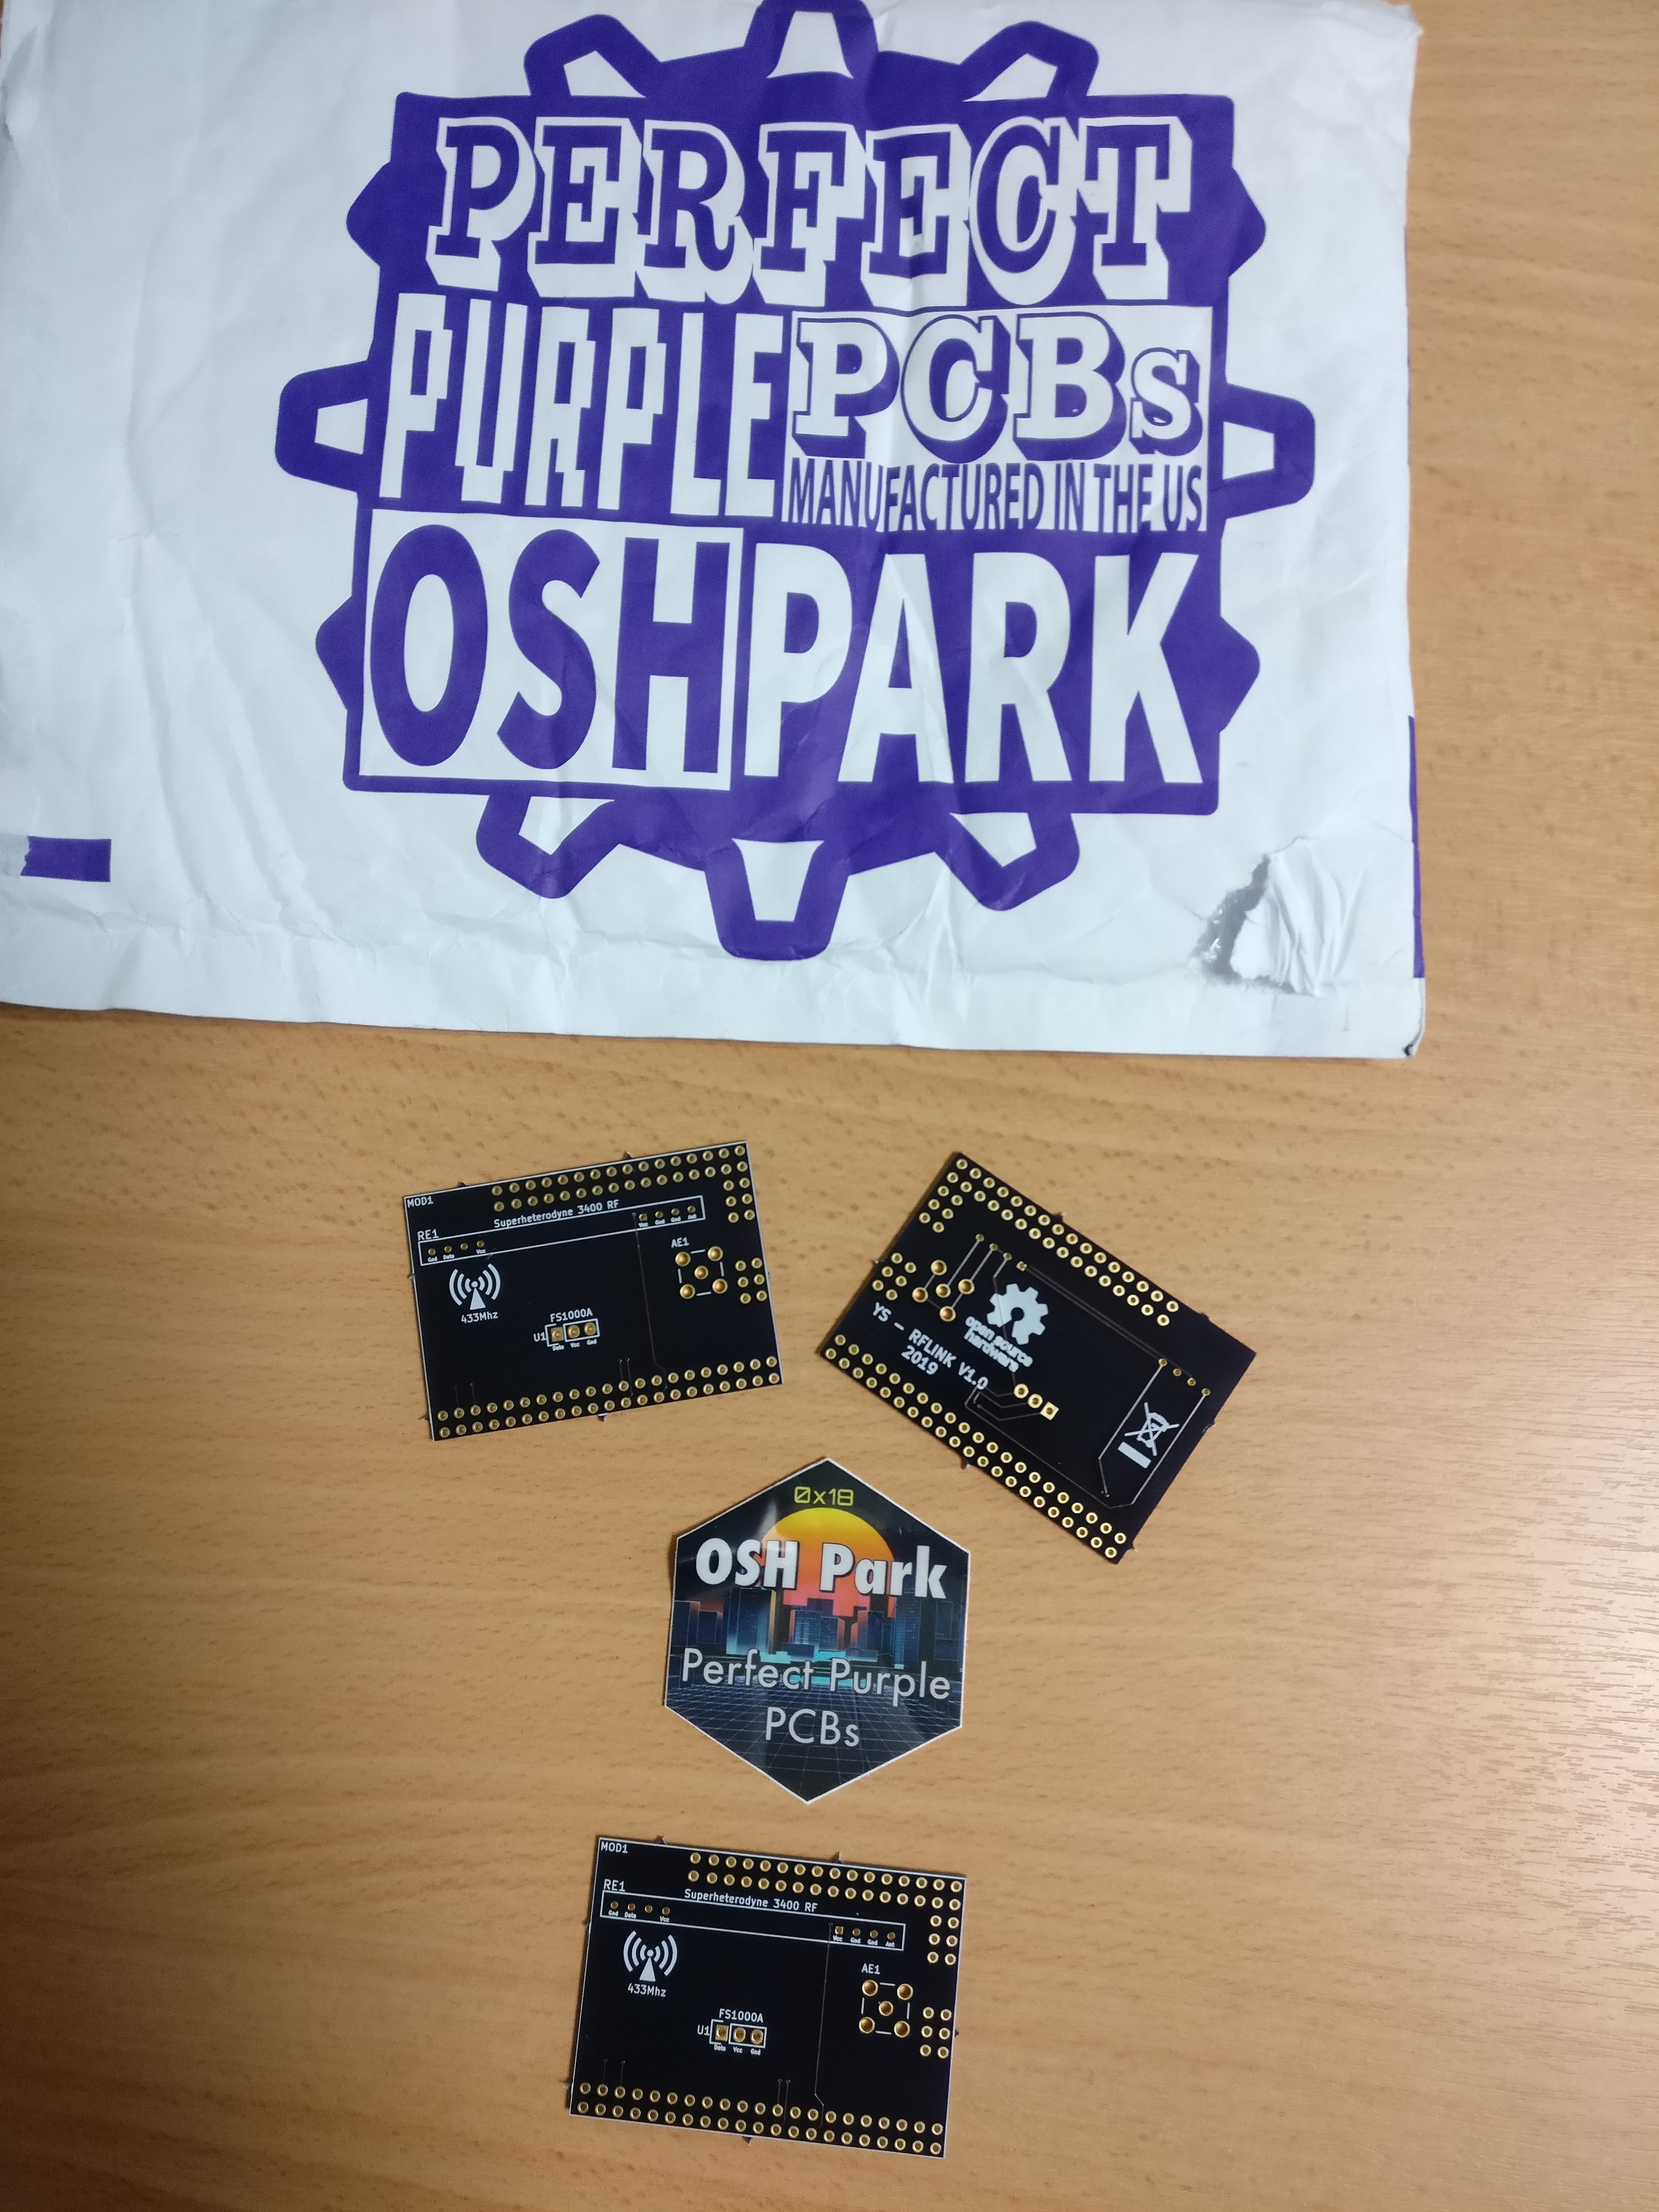 PERFECT
PURPLE PCBs
MANUFACTURED IN THE US
OSHPARK
MOD1
Superheterodyne 3400 RF
RE1
Gnd Data Vcc
Vcc Gnd Gnd Ant
AE1
433Mhz
FS1000A
U1
Data Vcc Gnd
open source
hardware
YS - RFLINK V1.0
2019
0x18
OSH Park
Perfect Purple
PCBs
MOD1
RE1
Superheterodyne 3400 RF
Gnd Data Vcc
Vcc Gnd Gnd Ant
AE1
433Mhz
FS1000A
U1
Data Vcc Gnd